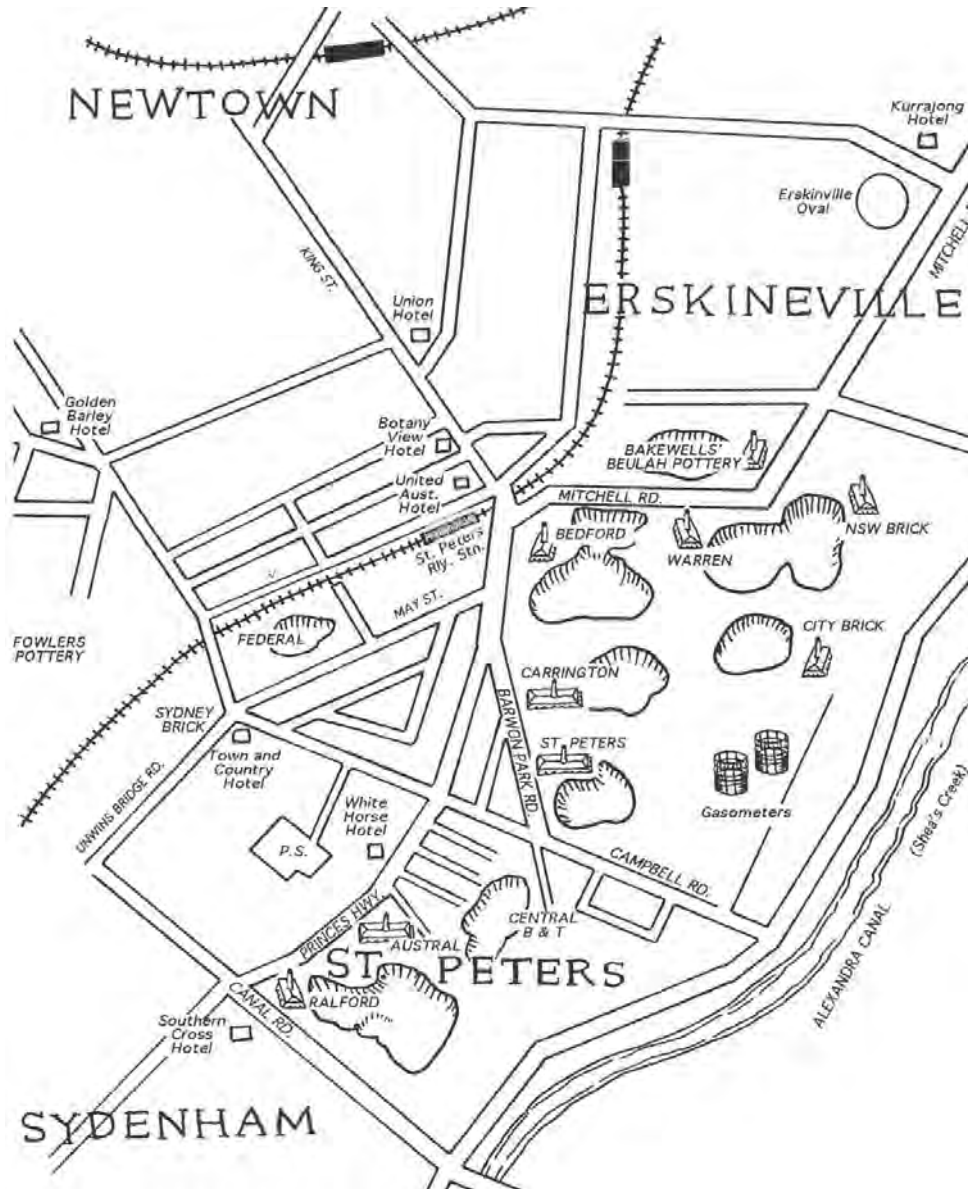 NEWTOWN
Kurrajong
Hotel
Erskinville
Oval
MITCHELL
KING ST.
Union
Hotel
ERSKINEVILLE
Golden
Barley
Hotel
Botany
View
Hotel
BAKEWELLS'
BEULAH POTTERY
United
Aust.
Hotel
MITCHELL RD.
NSW BRICK
BEDFORD
WARREN
St. Peters
Rly. Stn.
MAY ST.
FEDERAL
CITY BRICK
FOWLERS
POTTERY
CARRINGTON
SYDNEY
BRICK
BARWON PARK RD.
ST. PETERS
Town and
Country
Hotel
UNWINS BRIDGE RD.
White
Horse
Hotel
Gasometers
(Shea's Creek)
P.S.
CAMPBELL RD.
PRINCES HWY.
CENTRAL
B & T
AUSTRAL
ST. PETERS
ALEXANDRA CANAL
RALFORD
CANAL RD.
Southern
Cross
Hotel
SYDENHAM